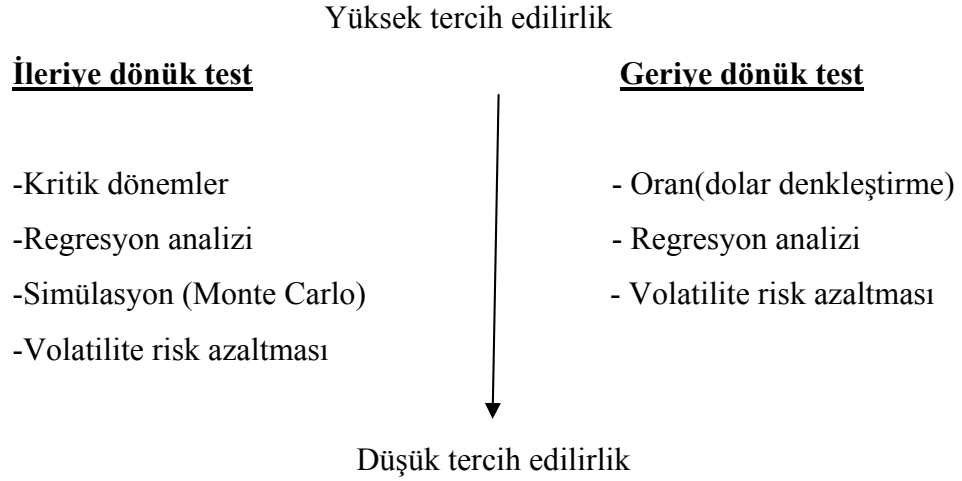 Yüksek tercih edilirlik
İleriye dönük test
Geriye dönük test
-Kritik dönemler
- Oran(dolar denkleştirme)
-Regresyon analizi
- Regresyon analizi
-Simülasyon (Monte Carlo)
- Volatilite risk azaltması
-Volatilite risk azaltması
Düşük tercih edilirlik